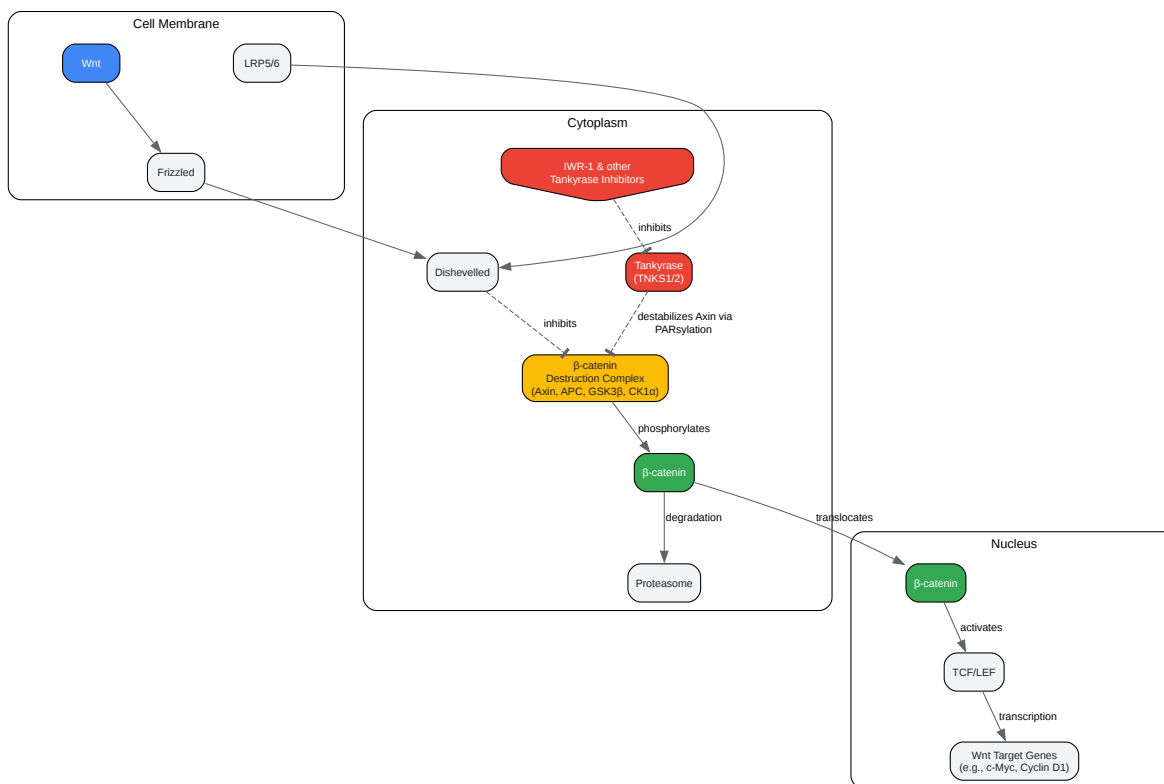 Cell Membrane
Wnt
LRP5/6
Frizzled
Cytoplasm
IWR-1 & other
Tankyrase Inhibitors
inhibits
Dishevelled
Tankyrase
(TNKS1/2)
inhibits
destabilizes Axin via
PARsylation
β-catenin
Destruction Complex
(Axin, APC, GSK3β, CK1α)
phosphorylates
β-catenin
degradation
translocates
Proteasome
Nucleus
β-catenin
activates
TCF/LEF
transcription
Wnt Target Genes
(e.g., c-Myc, Cyclin D1)